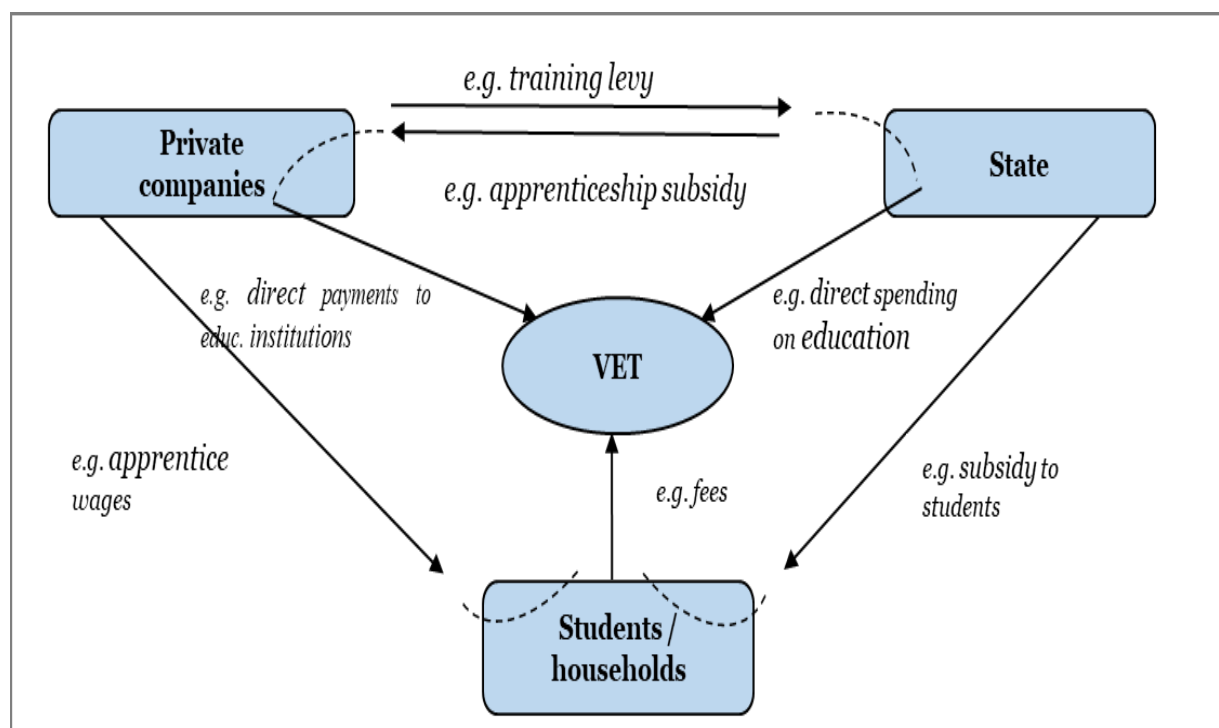 e.g. training levy
Private
companies
State
e.g. apprenticeship subsidy
e.g. direct payments to
educ. institutions
e.g. direct spending
on education
VET
e.g. apprentice
wages
e.g. fees
e.g. subsidy to
students
Students /
households